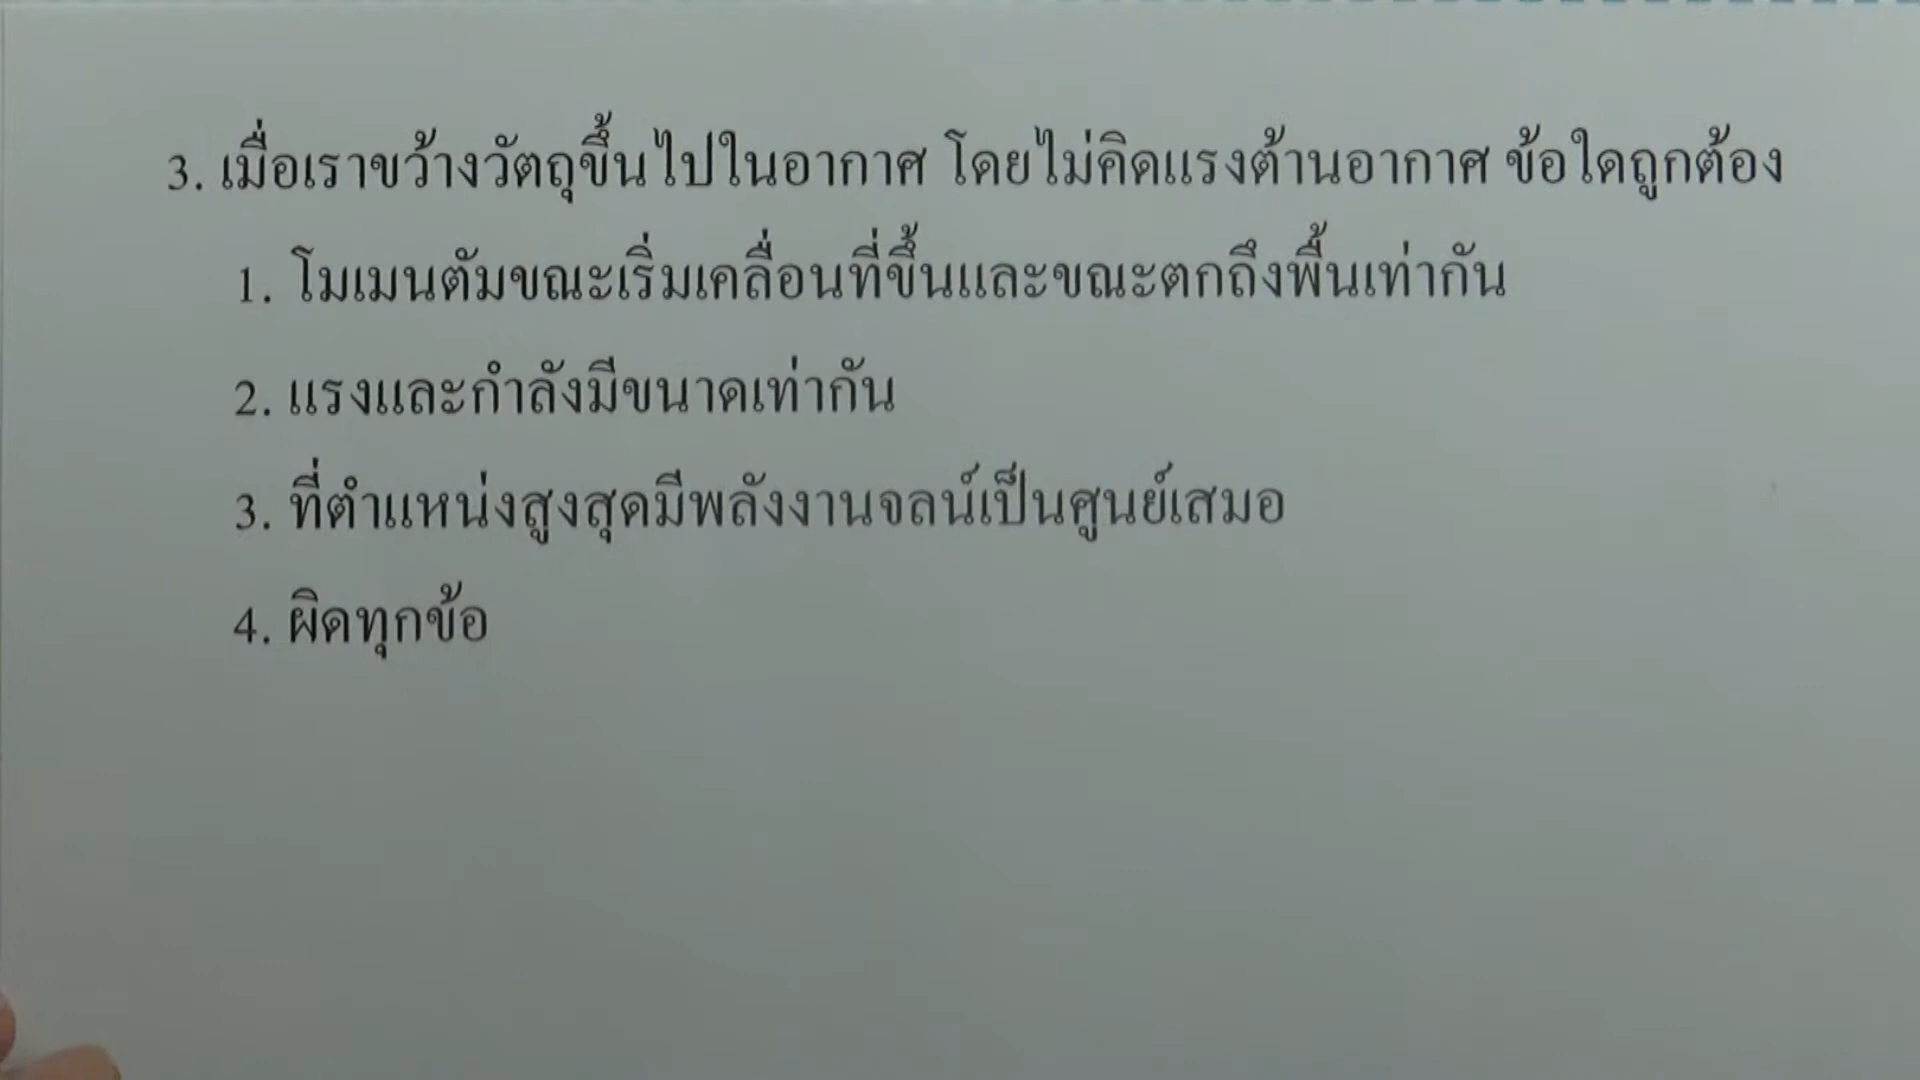 3. เมื่อเราขว้างวัตถุขึ้นไปในอากาศ โดยไม่คิดแรงต้านอากาศ ข้อใดถูกต้อง
1. โมเมนตัมขณะเริ่มเคลื่อนที่ขึ้นและขณะตกถึงพื้นเท่ากัน
2. แรงและกำลังมีขนาดเท่ากัน
3. ที่ตำแหน่งสูงสุดมีพลังงานจลน์เป็นศูนย์เสมอ
4. ผิดทุกข้อ